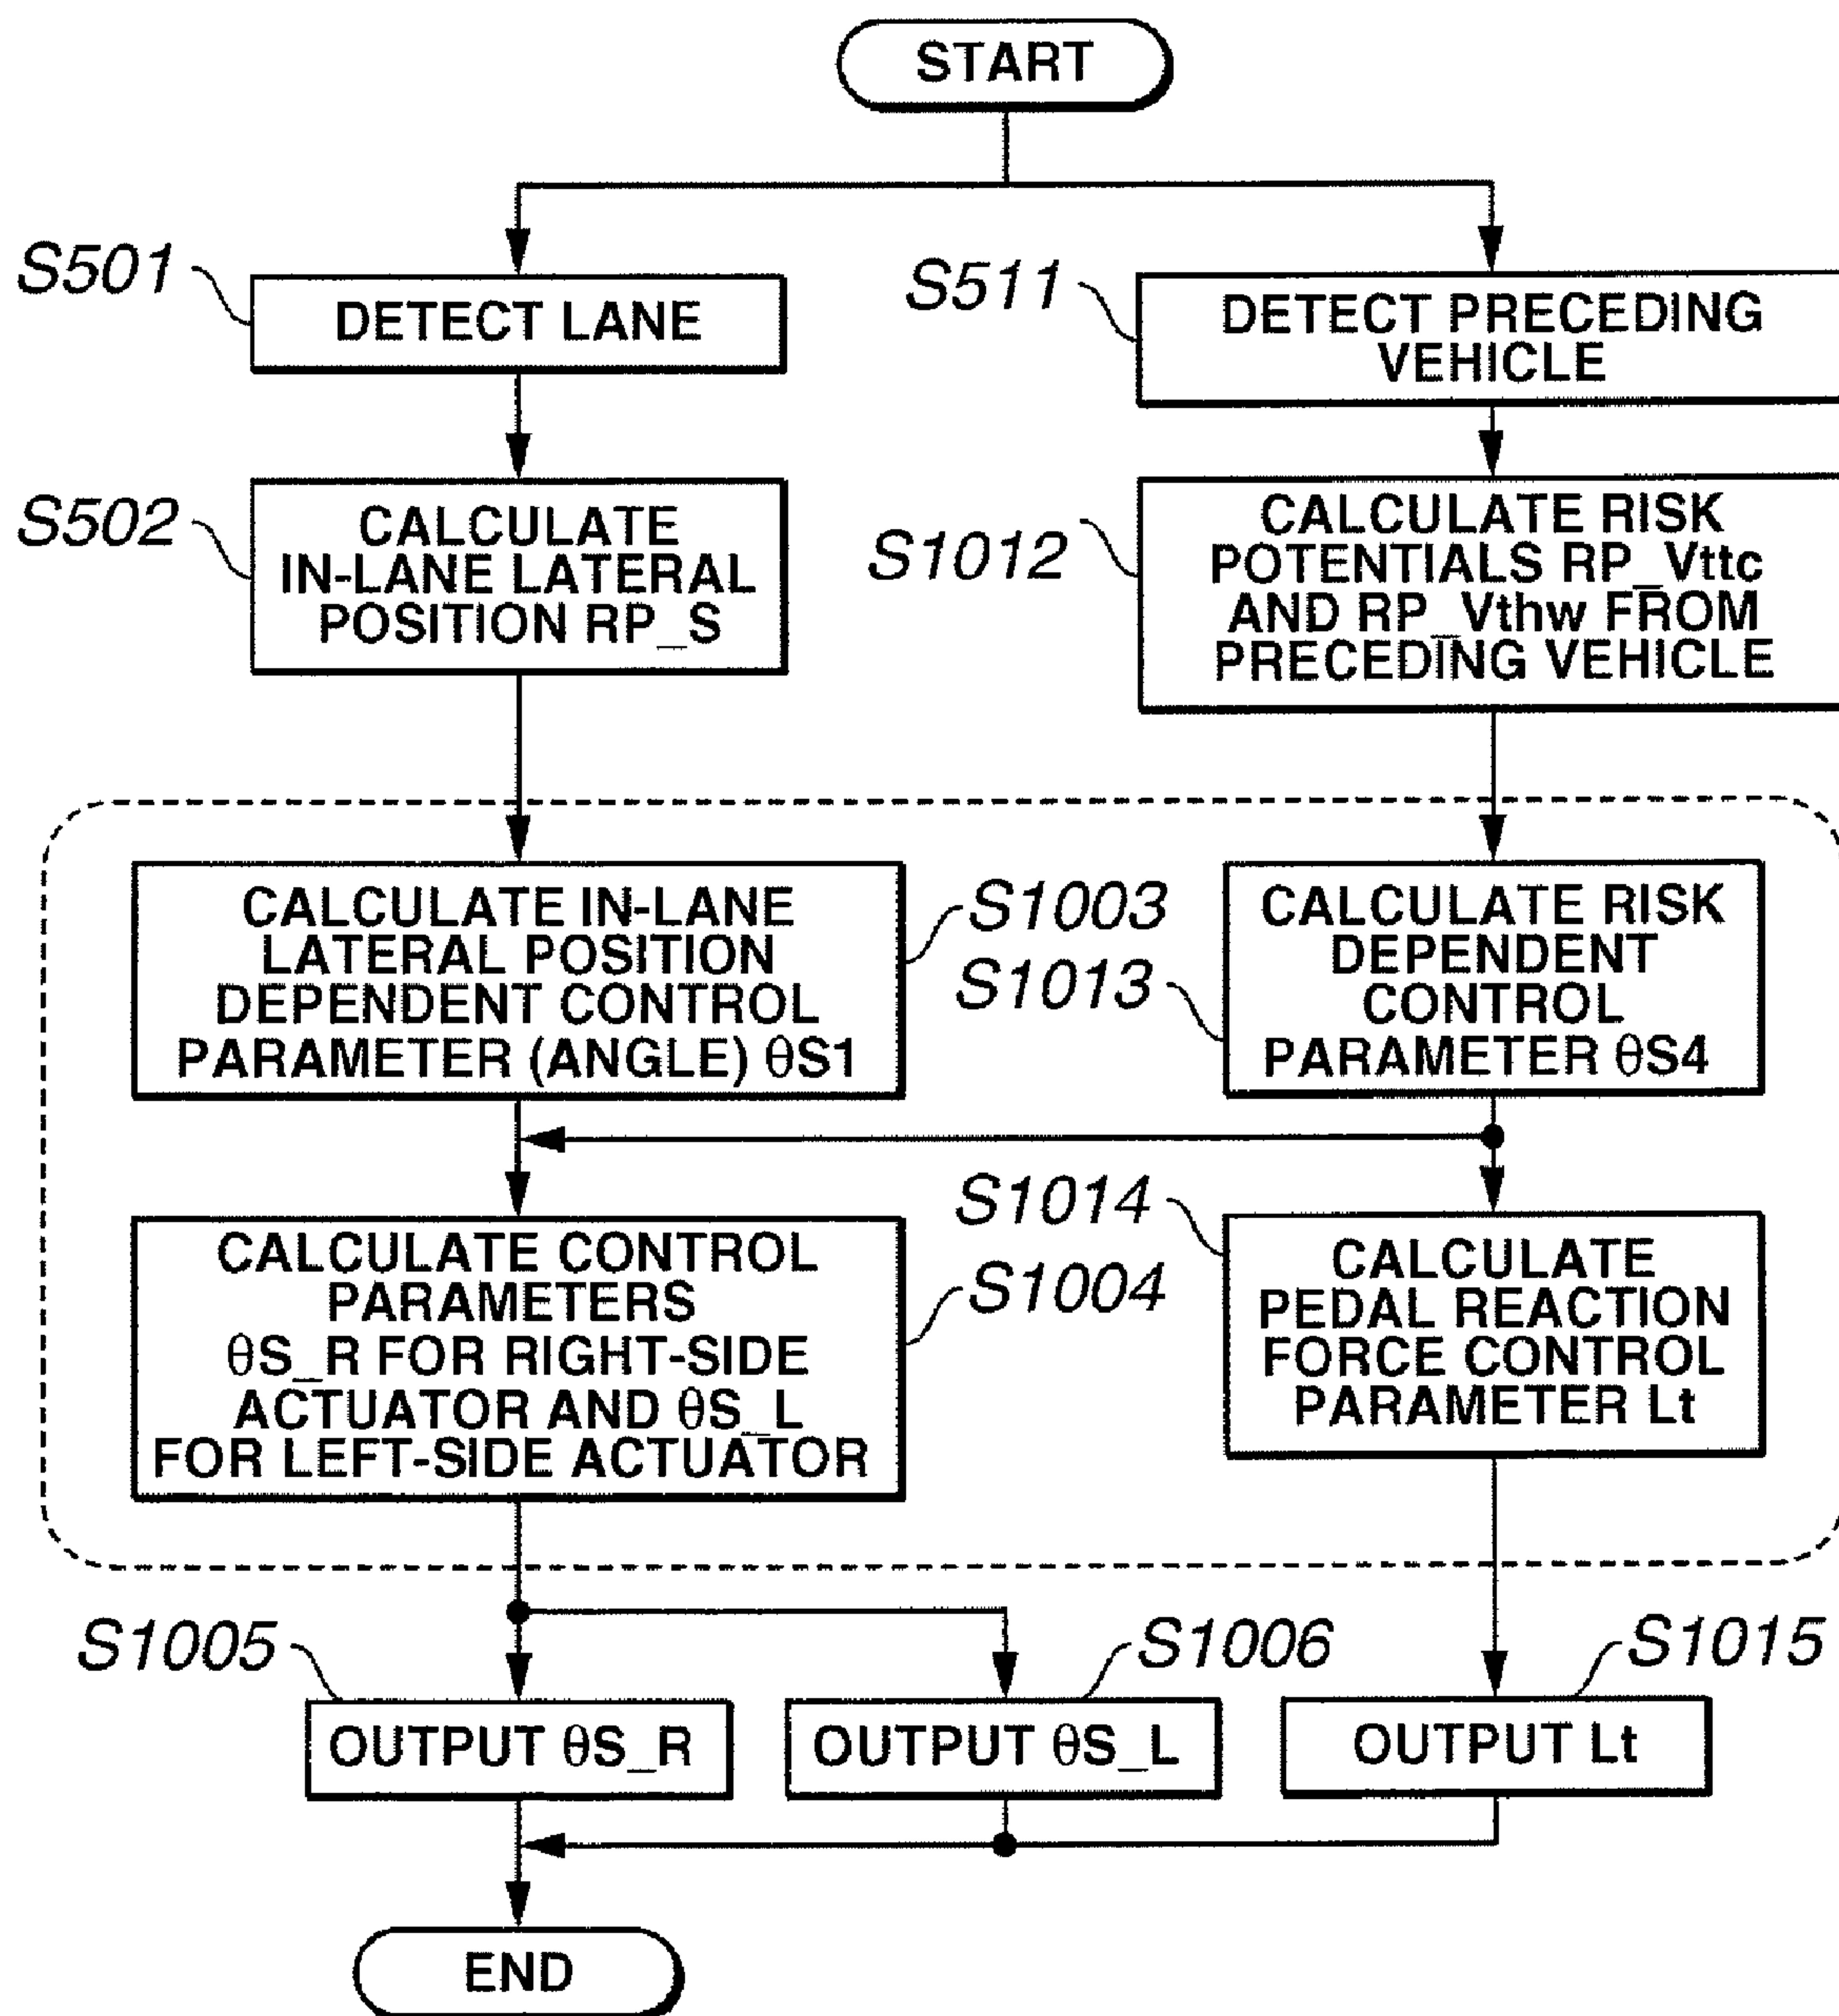 START
S501
DETECT LANE
S511
DETECT PRECEDING
VEHICLE
S502
CALCULATE
IN-LANE LATERAL
POSITION RP_S
S1012
CALCULATE RISK
POTENTIALS RP_Vttc
AND RP_Vthw FROM
PRECEDING VEHICLE
CALCULATE IN-LANE
LATERAL POSITION
DEPENDENT CONTROL
PARAMETER (ANGLE) θS1
S1003
S1013
CALCULATE RISK
DEPENDENT
CONTROL
PARAMETER θS4
CALCULATE CONTROL
PARAMETERS
θS_R FOR RIGHT-SIDE
ACTUATOR AND θS_L
FOR LEFT-SIDE ACTUATOR
S1004
S1014
CALCULATE
PEDAL REACTION
FORCE CONTROL
PARAMETER Lt
S1005
OUTPUT θS_R
S1006
OUTPUT θS_L
S1015
OUTPUT Lt
END